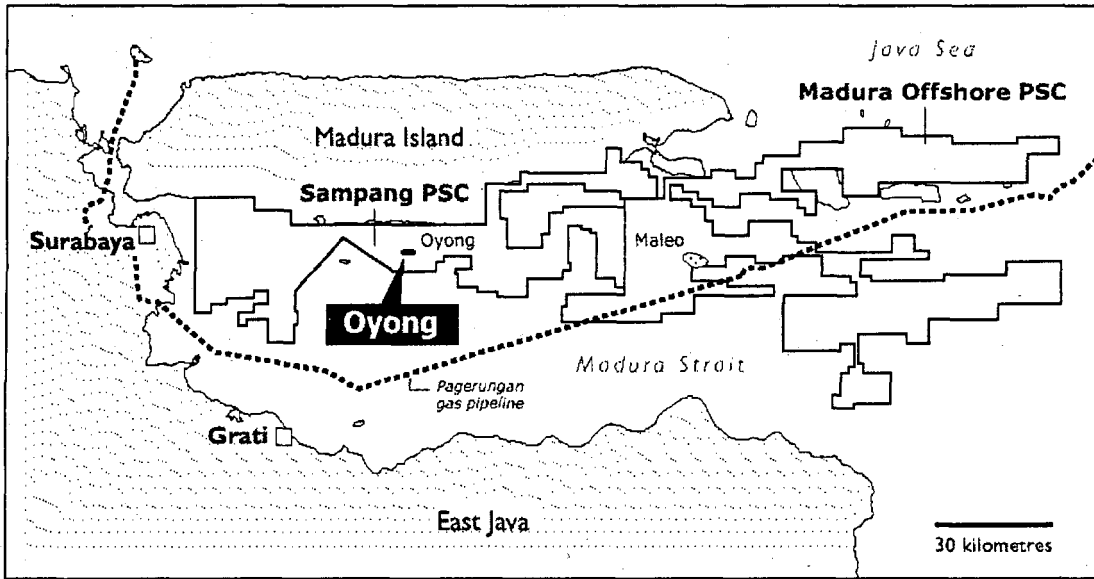 Java Sea
Madura Offshore PSC
Madura Island
Sampang PSC
Surabaya
Oyong
Maleo
Oyong
Madura Strait
Pagerungan
gas pipeline
Grati
East Java
30 kilometres